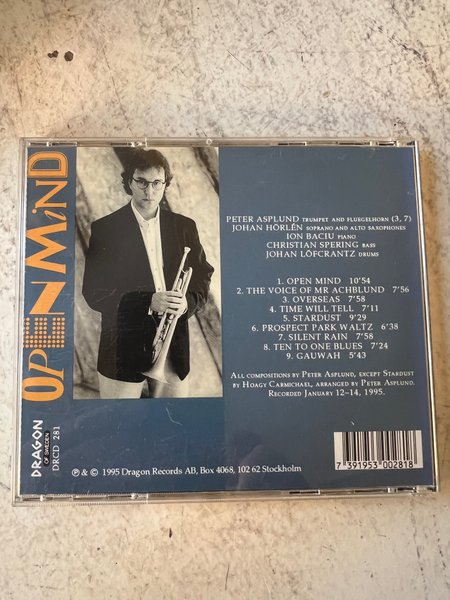 OPEN MiND
DRAGON
OF SWEDEN
DRCD 281
PETER ASPLUND TRUMPET AND FLUEGELHORN (3, 7)
JOHAN HÖRLÉN SOPRANO AND ALTO SAXOPHONES
ION BACIU PIANO
CHRISTIAN SPERING BASS
JOHAN LÖFCRANTZ DRUMS
1. OPEN MIND 10'54
2. THE VOICE OF MR ACHBLUND 7'56
3. OVERSEAS 7'58
4. TIME WILL TELL 7'11
5. STARDUST 9'29
6. PROSPECT PARK WALTZ 6'38
7. SILENT RAIN 7'58
8. TEN TO ONE BLUES 7'24
9. GAUWAH 5'43
ALL COMPOSITIONS BY PETER ASPLUND, EXCEPT STARDUST
BY HOAGY CARMICHAEL, ARRANGED BY PETER ASPLUND.
RECORDED JANUARY 12–14, 1995.
℗ & © 1995 Dragon Records AB, Box 4068, 102 62 Stockholm
7 391953 002818